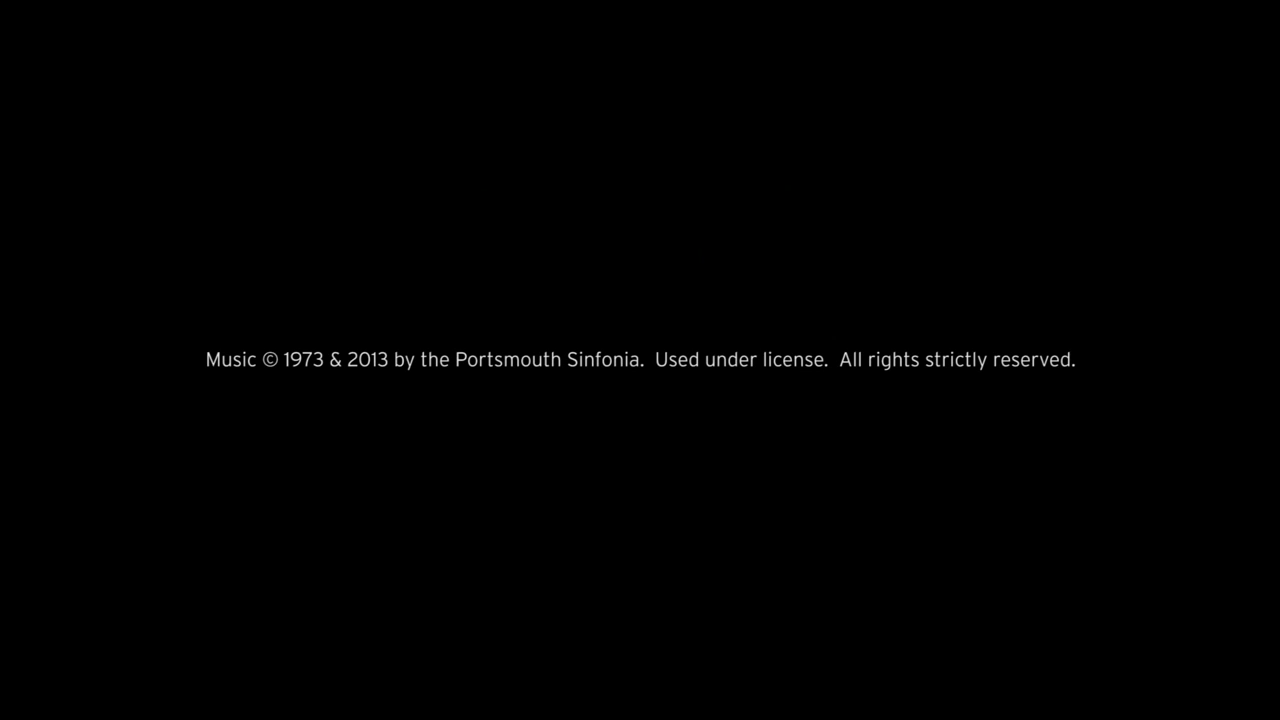 Music © 1973 & 2013 by the Portsmouth Sinfonia.  Used under license.  All rights strictly reserved.